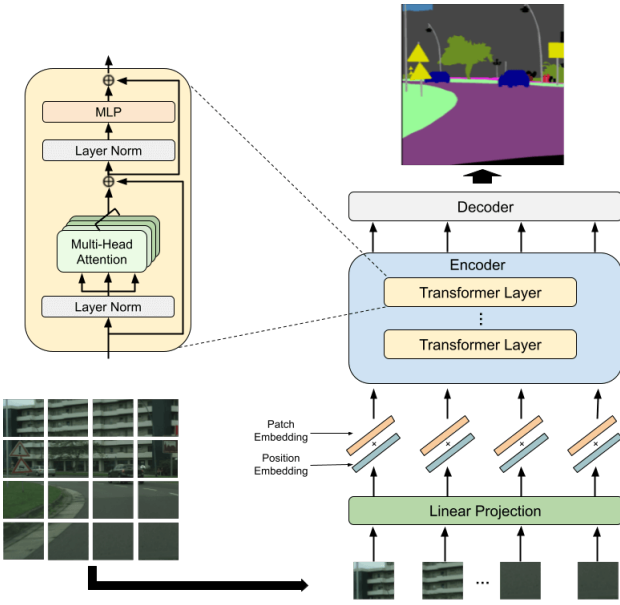 MLP
Layer Norm
Multi-Head
Attention
Layer Norm
Decoder
Encoder
Transformer Layer
⋮
Transformer Layer
Patch
Embedding
Position
Embedding
Linear Projection
...